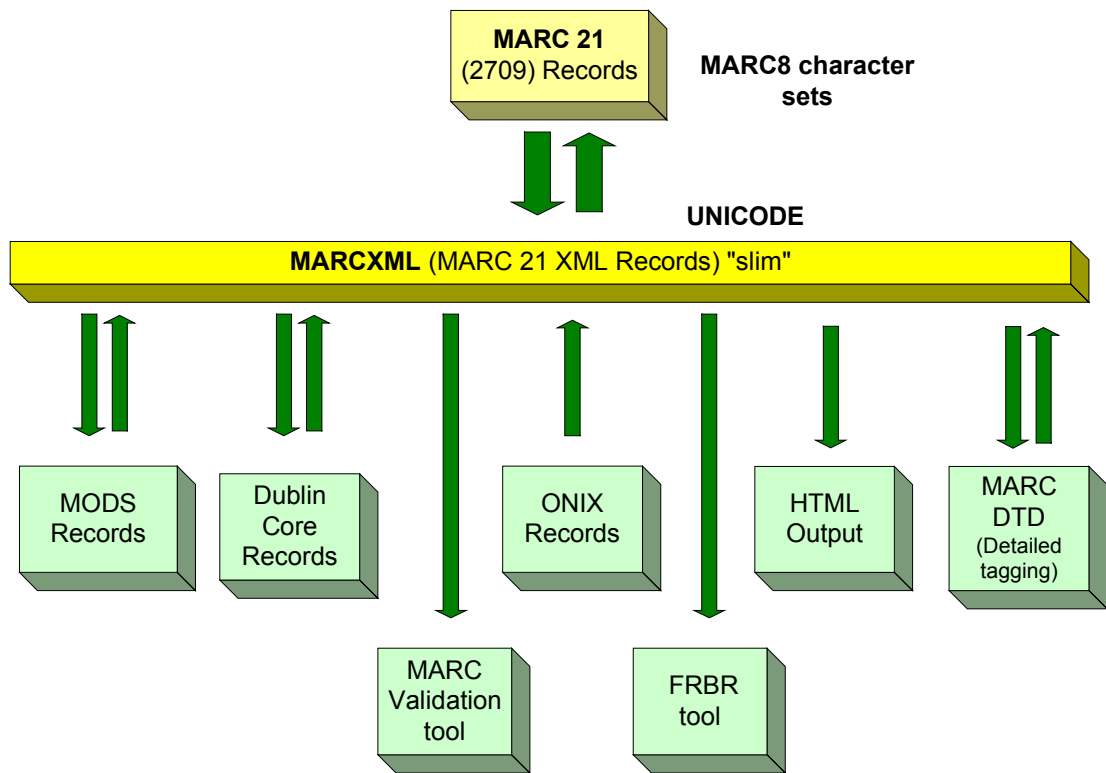 MARC 21
(2709) Records
MARC8 character
sets
UNICODE
MARCXML (MARC 21 XML Records) "slim"
MODS
Records
Dublin
Core
Records
ONIX
Records
HTML
Output
MARC
DTD
(Detailed
tagging)
MARC
Validation
tool
FRBR
tool